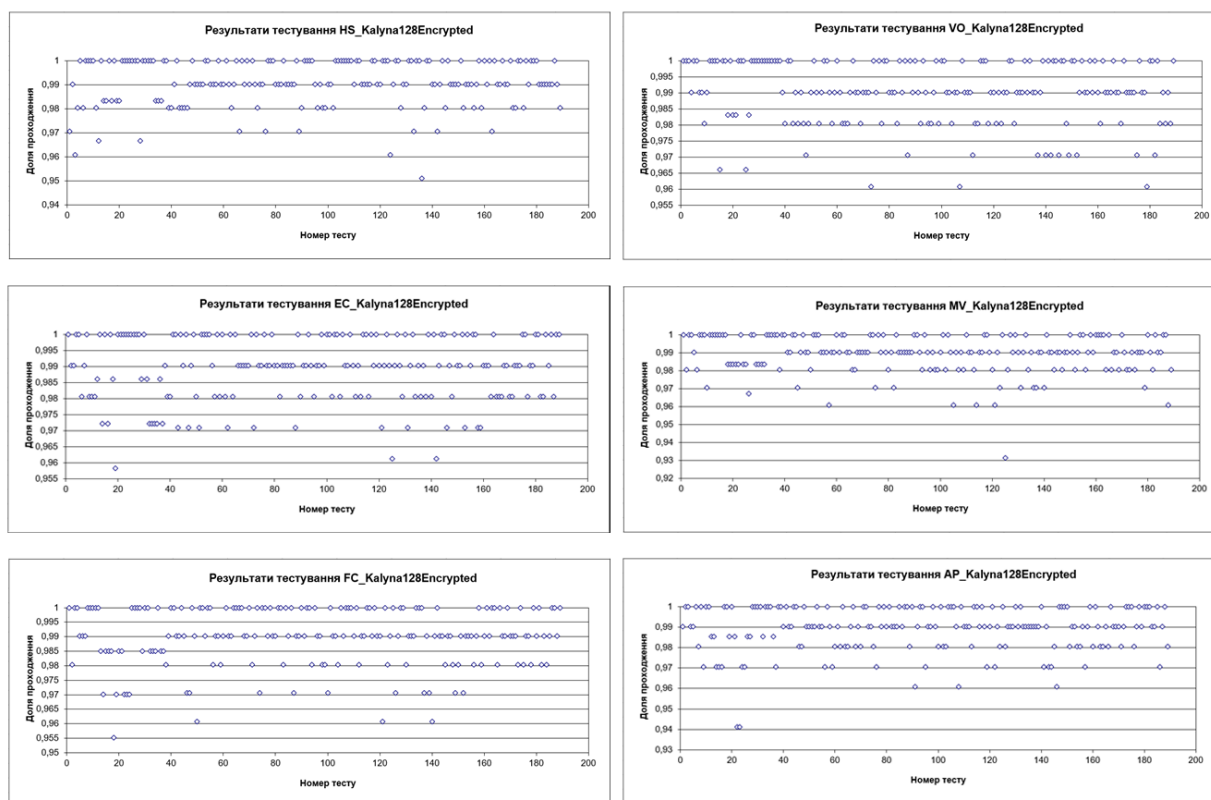 Результати тестування HS_Kalyna128Encrypted
Доля проходження
1
0,99
0,98
0,97
0,96
0,95
0,94
0 20 40 60 80 100 120 140 160 180 200
Номер тесту
Результати тестування VO_Kalyna128Encrypted
Доля проходження
1
0,995
0,99
0,985
0,98
0,975
0,97
0,965
0,96
0,955
0 20 40 60 80 100 120 140 160 180 200
Номер тесту
Результати тестування EC_Kalyna128Encrypted
Доля проходження
1
0,995
0,99
0,985
0,98
0,975
0,97
0,965
0,96
0,955
0 20 40 60 80 100 120 140 160 180 200
Номер тесту
Результати тестування MV_Kalyna128Encrypted
Доля проходження
1
0,99
0,98
0,97
0,96
0,95
0,94
0,93
0,92
0 20 40 60 80 100 120 140 160 180 200
Номер тесту
Результати тестування FC_Kalyna128Encrypted
Доля проходження
1
0,995
0,99
0,985
0,98
0,975
0,97
0,965
0,96
0,955
0,95
0 20 40 60 80 100 120 140 160 180 200
Номер тесту
Результати тестування AP_Kalyna128Encrypted
Доля проходження
1
0,99
0,98
0,97
0,96
0,95
0,94
0,93
0 20 40 60 80 100 120 140 160 180 200
Номер тесту